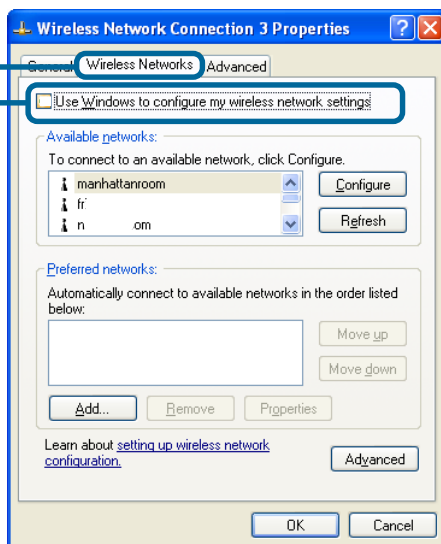 Wireless Network Connection 3 Properties
General Wireless Networks Advanced
Use Windows to configure my wireless network settings
Available networks:
To connect to an available network, click Configure.
manhattanroom
Configure
Refresh
Preferred networks:
Automatically connect to available networks in the order listed
below:
Move up
Move down
Add... Remove Properties
Learn about setting up wireless network
configuration.
Advanced
OK Cancel